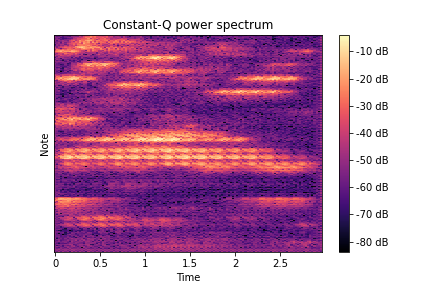 Constant-Q power spectrum
Note
-10 dB
-20 dB
-30 dB
-40 dB
-50 dB
-60 dB
-70 dB
-80 dB
0
0.5
1
1.5
2
2.5
Time